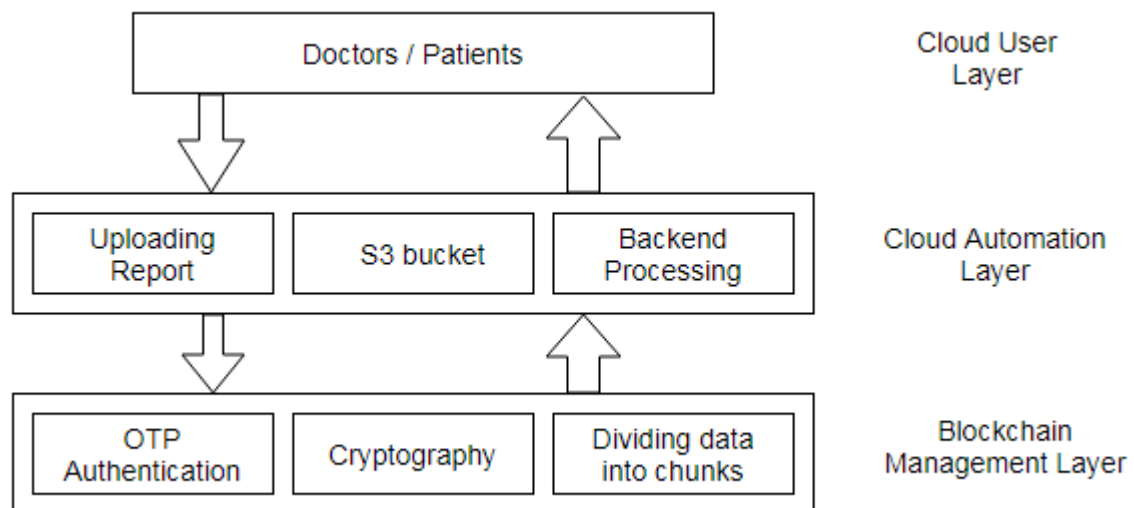 Doctors / Patients
Cloud User
Layer
Uploading
Report
S3 bucket
Backend
Processing
Cloud Automation
Layer
OTP
Authentication
Cryptography
Dividing data
into chunks
Blockchain
Management Layer